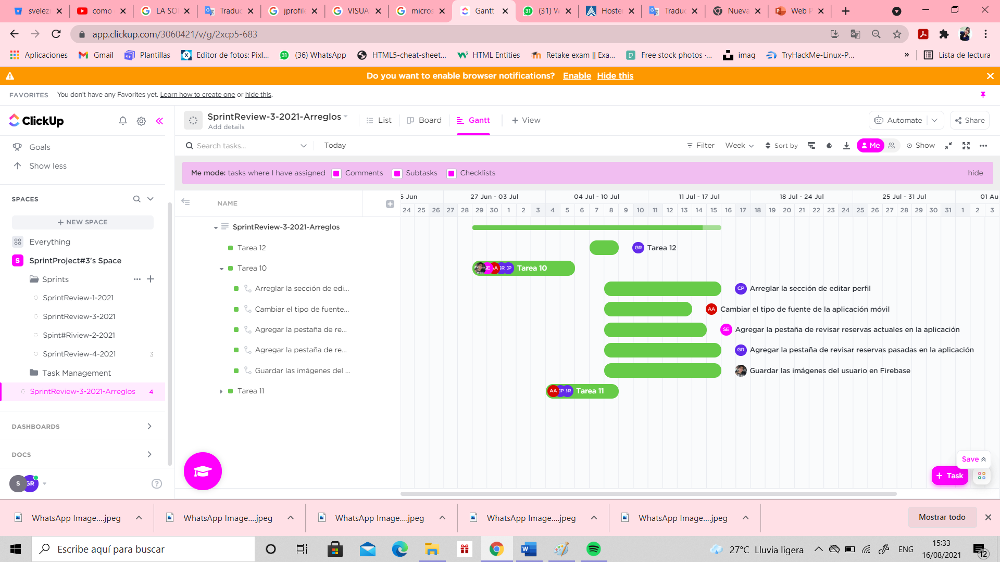 svelez
como
LA SO
Traduc
jprofile
VISUA
micros
Gantt
(31) W
Hoster
Traduc
Nueva
Web P
app.clickup.com/3060421/v/g/2xcp5-683
Aplicaciones
Gmail
Plantillas
Editor de fotos: Pixl...
(36) WhatsApp
HTML5-cheat-sheet...
HTML Entities
Retake exam || Exa...
Free stock photos ·...
imag
TryHackMe-Linux-P...
»
Lista de lectura
Do you want to enable browser notifications? Enable Hide this
FAVORITES You don't have any Favorites yet. Learn how to create one or hide this.
ClickUp
SprintReview-3-2021-Arreglos
Add details
List
Board
Gantt
+ View
Automate
Share
Goals
Show less
Search tasks...
Today
Filter
Week
Sort by
Me
Show
Me mode: tasks where I have assigned Comments Subtasks Checklists
hide
SPACES
+ NEW SPACE
Everything
S SprintProject#3's Space
Sprints
SprintReview-1-2021
SprintReview-3-2021
Spint#Riview-2-2021
SprintReview-4-2021 3
Task Management
SprintReview-3-2021-Arreglos 4
DASHBOARDS
DOCS
S GR
NAME
6 Jun 27 Jun - 03 Jul 04 Jul - 10 Jul 11 Jul - 17 Jul 18 Jul - 24 Jul 25 Jul - 31 Jul 01 Au
24 25 26 27 28 29 30 1 2 3 4 5 6 7 8 9 10 11 12 13 14 15 16 17 18 19 20 21 22 23 24 25 26 27 28 29 30 31 1 2 3
SprintReview-3-2021-Arreglos
Tarea 12 GR Tarea 12
Tarea 10 SE AA GR CP Tarea 10
Arreglar la sección de edi... CP Arreglar la sección de editar perfil
Cambiar el tipo de fuente... AA Cambiar el tipo de fuente de la aplicación móvil
Agregar la pestaña de re... SE Agregar la pestaña de revisar reservas actuales en la aplicación
Agregar la pestaña de re... GR Agregar la pestaña de revisar reservas pasadas en la aplicación
Guardar las imágenes del ... Guardar las imágenes del usuario en Firebase
Tarea 11 AA CP GR Tarea 11
Save
+ Task
WhatsApp Image....jpeg
WhatsApp Image....jpeg
WhatsApp Image....jpeg
WhatsApp Image....jpeg
WhatsApp Image....jpeg
Mostrar todo
Escribe aquí para buscar
27°C Lluvia ligera
ENG
15:33
16/08/2021
12